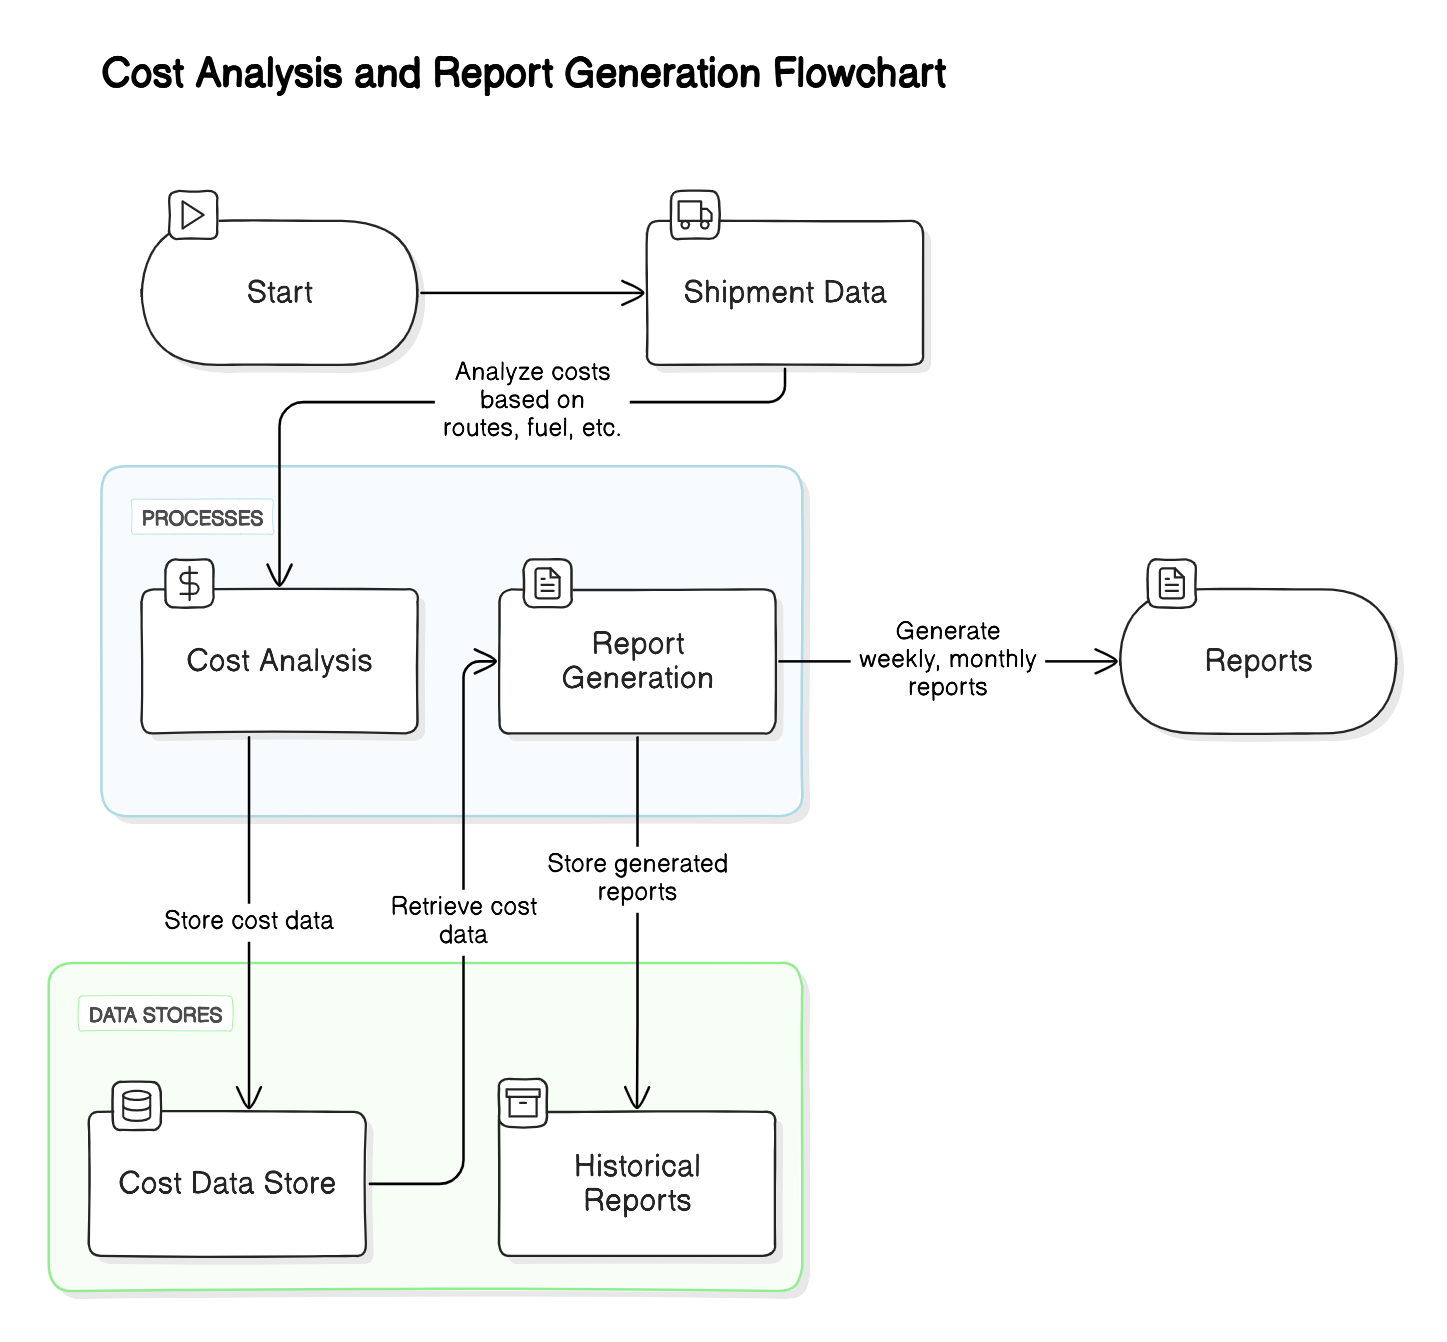 Cost Analysis and Report Generation Flowchart
Start
Shipment Data
Analyze costs
based on
routes, fuel, etc.
PROCESSES
$
Cost Analysis
Report
Generation
Generate
weekly, monthly
reports
Reports
Store cost data
Retrieve cost
data
Store generated
reports
DATA STORES
Cost Data Store
Historical
Reports